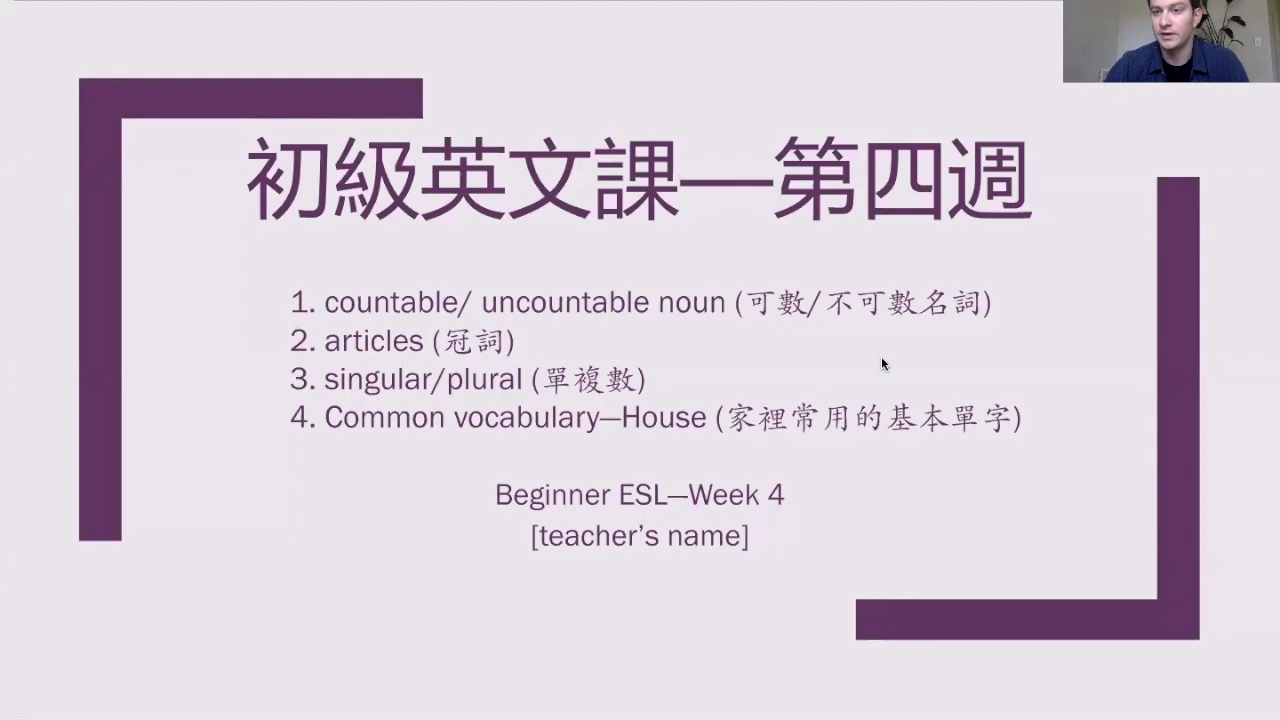 初級英文課—第四週
1. countable/ uncountable noun (可數/不可數名詞)
2. articles (冠詞)
3. singular/plural (單複數)
4. Common vocabulary—House (家裡常用的基本單字)
Beginner ESL—Week 4
[teacher’s name]